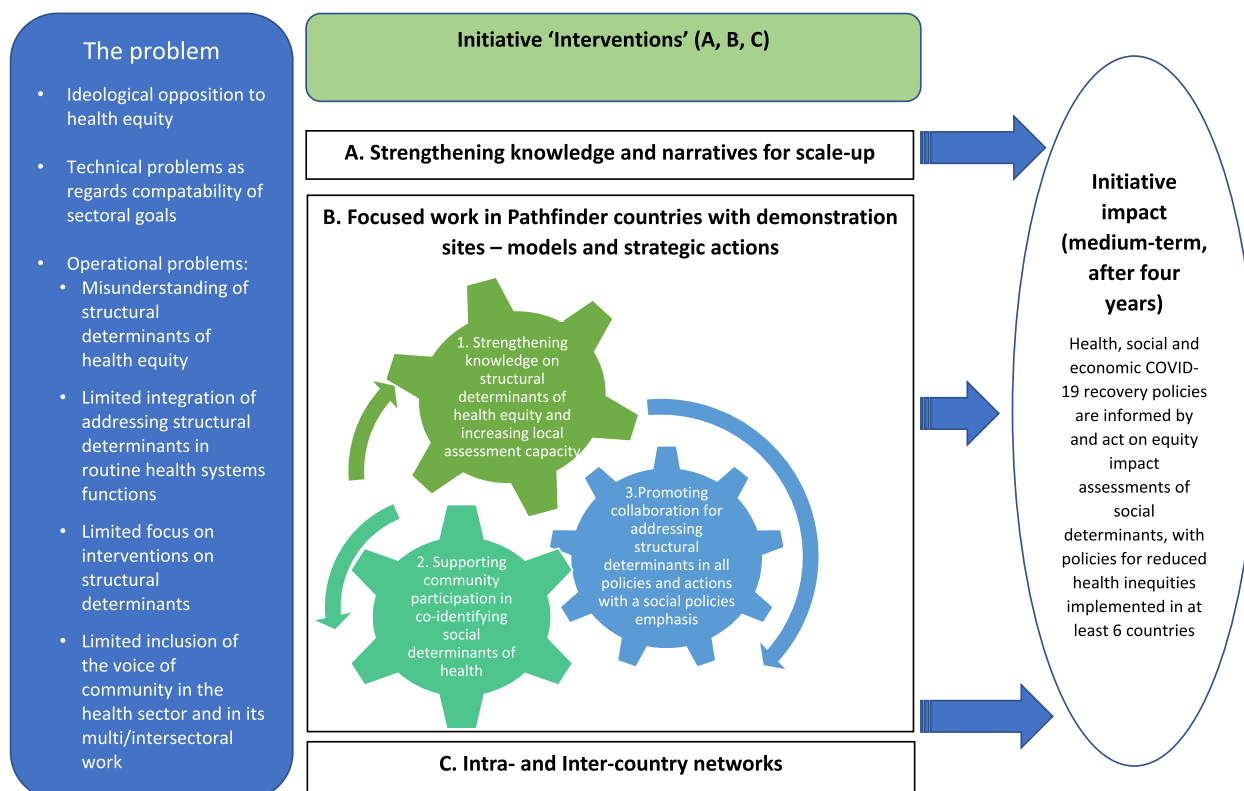 The problem
• Ideological opposition to
health equity
• Technical problems as
regards compatability of
sectoral goals
• Operational problems:
• Misunderstanding of
structural
determinants of
health equity
• Limited integration of
addressing structural
determinants in
routine health systems
functions
• Limited focus on
interventions on
structural
determinants
• Limited inclusion of
the voice of
community in the
health sector and in its
multi/intersectoral
work
Initiative ‘Interventions’ (A, B, C)
A. Strengthening knowledge and narratives for scale-up
B. Focused work in Pathfinder countries with demonstration
sites – models and strategic actions
1. Strengthening
knowledge on
structural
determinants of
health equity and
increasing local
assessment capacity
2. Supporting
community
participation in
co-identifying
social
determinants of
health
3.Promoting
collaboration for
addressing
structural
determinants in all
policies and actions
with a social policies
emphasis
C. Intra- and Inter-country networks
Initiative
impact
(medium-term,
after four
years)
Health, social and
economic COVID-
19 recovery policies
are informed by
and act on equity
impact
assessments of
social
determinants, with
policies for reduced
health inequities
implemented in at
least 6 countries